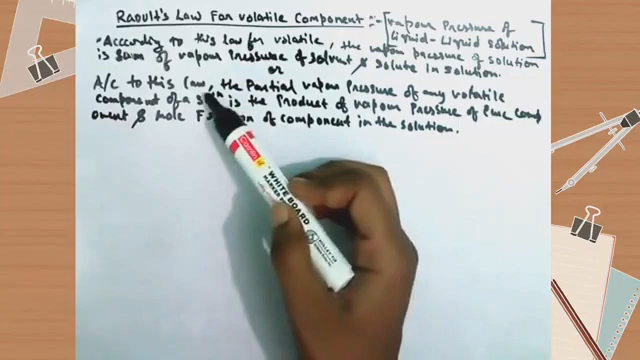 Raoult's Law For volatile Component :- [vapour Pressure of
Liquid-Liquid solution]
• According to this law for volatile, the vapour pressure of solution
is sum of vapour Pressure of solvent & solute in solution.
or
A/c to this law, the Partial vapour Pressure of any volatile
component of a is the Product of vapour Pressure of Pure Comp
onent & mole of component in the solution.
Camlin
WHITE BOARD
MARKER